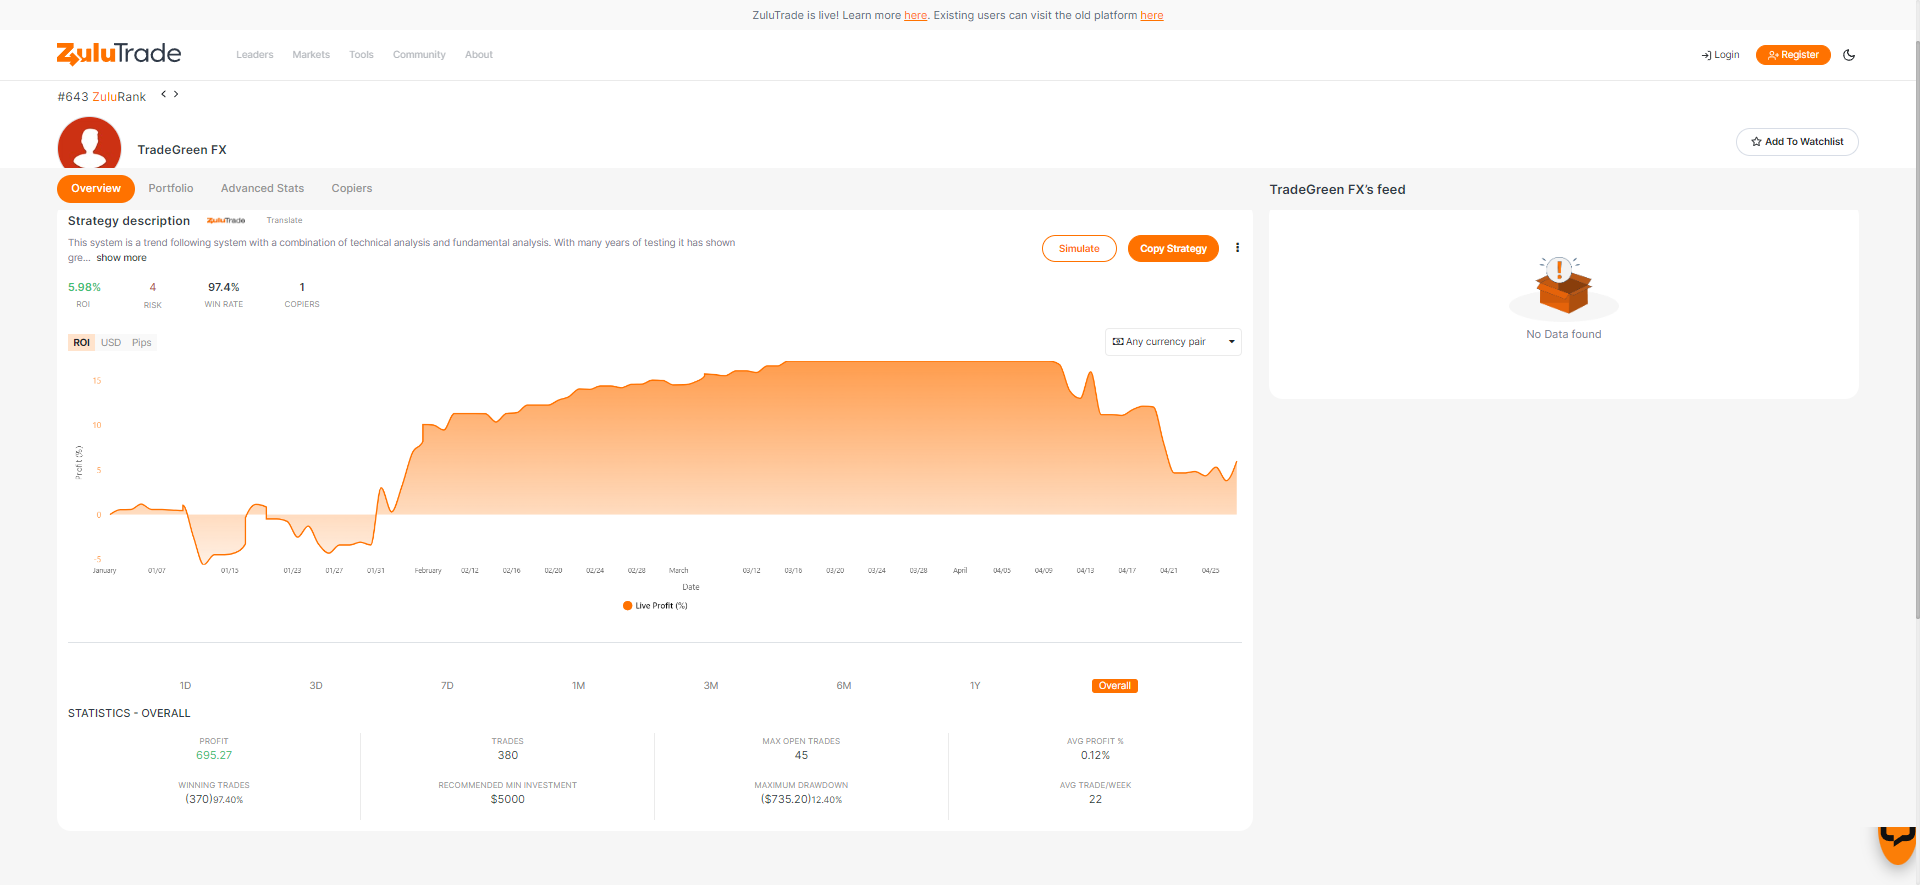 ZuluTrade is live! Learn more here. Existing users can visit the old platform here
ZuluTrade
Leaders Markets Tools Community About
Login Register
#643 ZuluRank < >
TradeGreen FX
Add To Watchlist
Overview Portfolio Advanced Stats Copiers
TradeGreen FX's feed
Strategy description ZuluTrade Translate
This system is a trend following system with a combination of technical analysis and fundamental analysis. With many years of testing it has shown
gre... show more
Simulate Copy Strategy
5.98% 4 97.4% 1
ROI RISK WIN RATE COPIERS
No Data found
ROI USD Pips
Any currency pair
15
10
5
0
-5
Profit (%)
January 01/07 01/15 01/23 01/27 01/31 February 02/12 02/16 02/20 02/24 02/28 March 03/12 03/16 03/20 03/24 03/28 April 04/05 04/09 04/13 04/17 04/21 04/25
Date
Live Profit (%)
1D 3D 7D 1M 3M 6M 1Y Overall
STATISTICS - OVERALL
PROFIT TRADES MAX OPEN TRADES AVG PROFIT %
695.27 380 45 0.12%
WINNING TRADES RECOMMENDED MIN INVESTMENT MAXIMUM DRAWDOWN AVG TRADE/WEEK
(370)97.40% $5000 ($735.20)12.40% 22